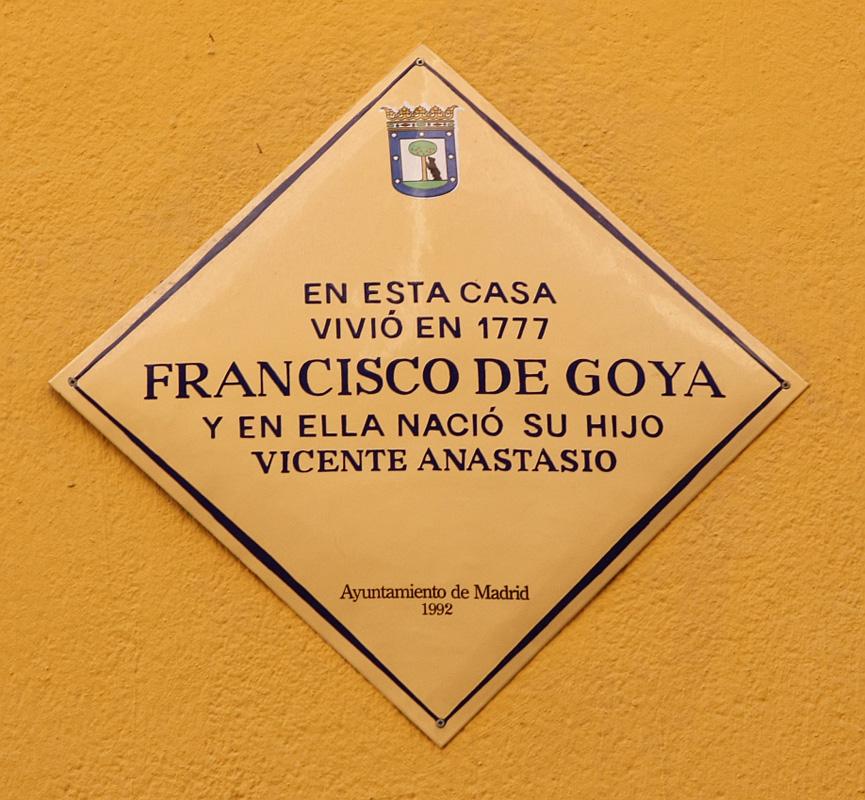 EN ESTA CASA
VIVIÓ EN 1777
FRANCISCO DE GOYA
Y EN ELLA NACIÓ SU HIJO
VICENTE ANASTASIO
Ayuntamiento de Madrid
1992